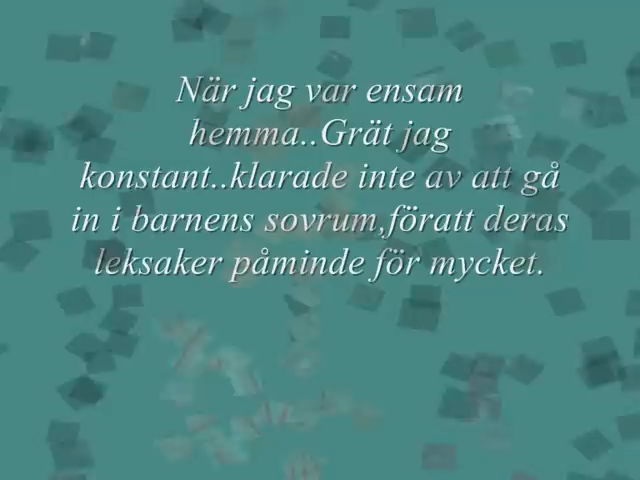 När jag var ensam
hemma..Grät jag
konstant..klarade inte av att gå
in i barnens sovrum,föratt deras
leksaker påminde för mycket.